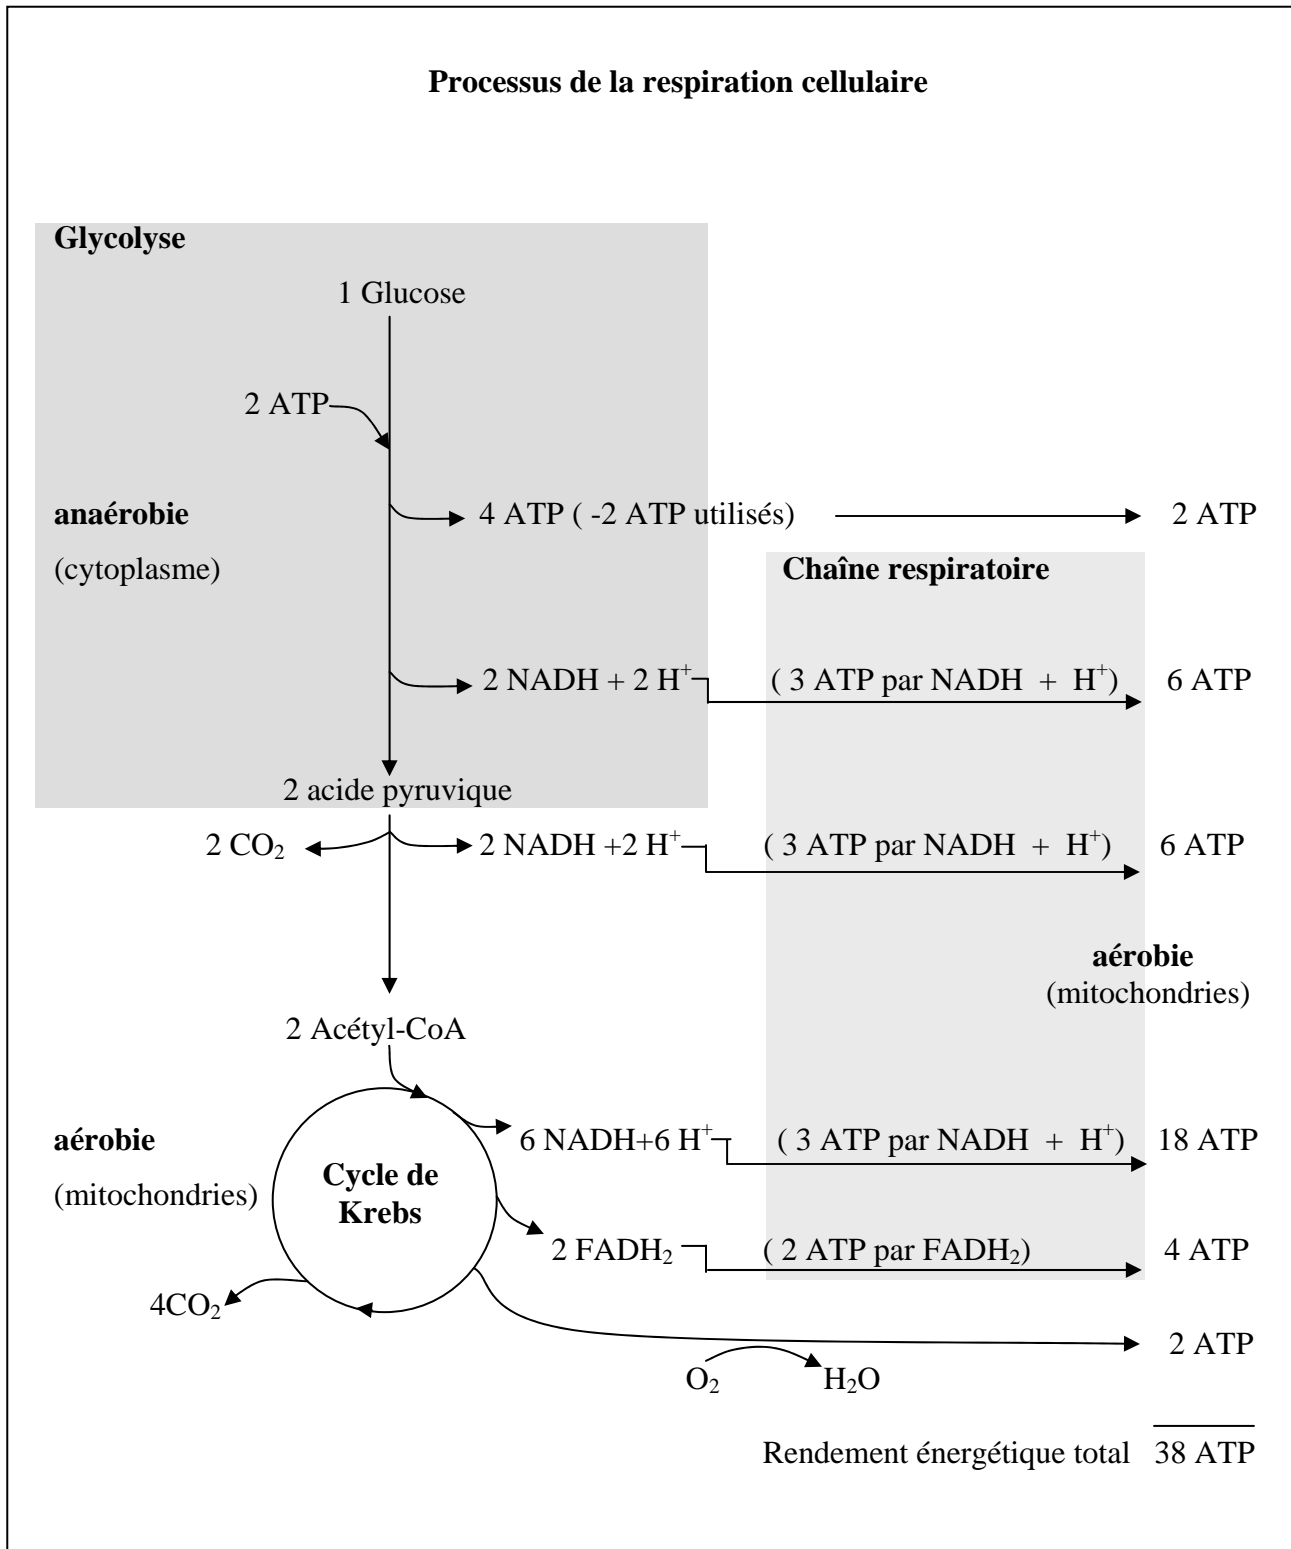 Processus de la respiration cellulaire
Glycolyse
1 Glucose
2 ATP
anaérobie
4 ATP ( -2 ATP utilisés)
2 ATP
(cytoplasme)
Chaîne respiratoire
2 NADH + 2 H⁺
( 3 ATP par NADH + H⁺)
6 ATP
2 acide pyruvique
2 CO₂
2 NADH +2 H⁺
( 3 ATP par NADH + H⁺)
6 ATP
aérobie
(mitochondries)
2 Acétyl-CoA
aérobie
(mitochondries)
6 NADH+6 H⁺
( 3 ATP par NADH + H⁺)
18 ATP
Cycle de
Krebs
2 FADH₂
( 2 ATP par FADH₂)
4 ATP
4CO₂
2 ATP
O₂
H₂O
Rendement énergétique total 38 ATP